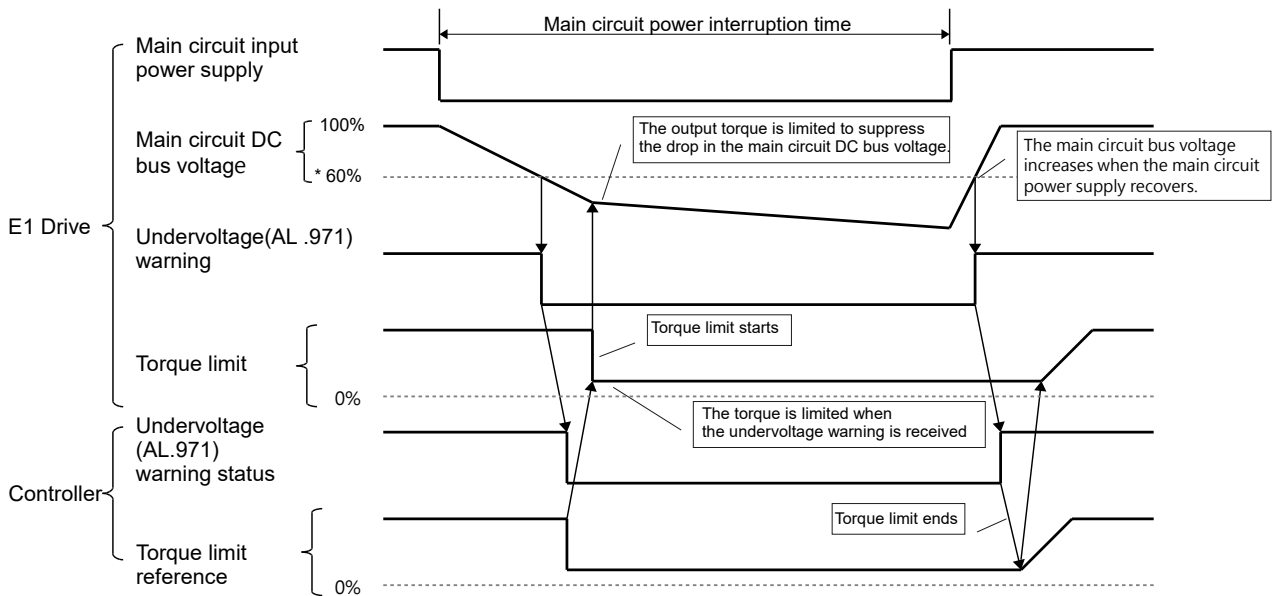 Main circuit power interruption time
Main circuit input
power supply
Main circuit DC
bus voltage
100%
* 60%
The output torque is limited to suppress
the drop in the main circuit DC bus voltage.
The main circuit bus voltage
increases when the main circuit
power supply recovers.
E1 Drive
Undervoltage(AL .971)
warning
Torque limit
0%
Torque limit starts
The torque is limited when
the undervoltage warning is received
Controller
Undervoltage
(AL.971)
warning status
Torque limit ends
Torque limit
reference
0%